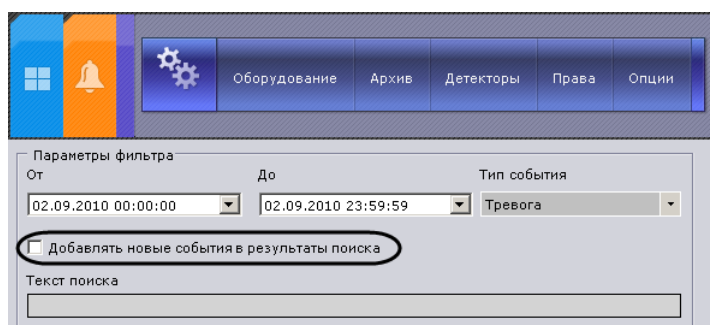 Оборудование Архив Детекторы Права Опции
Параметры фильтра
От До Тип события
02.09.2010 00:00:00 02.09.2010 23:59:59 Тревога
Добавлять новые события в результаты поиска
Текст поиска